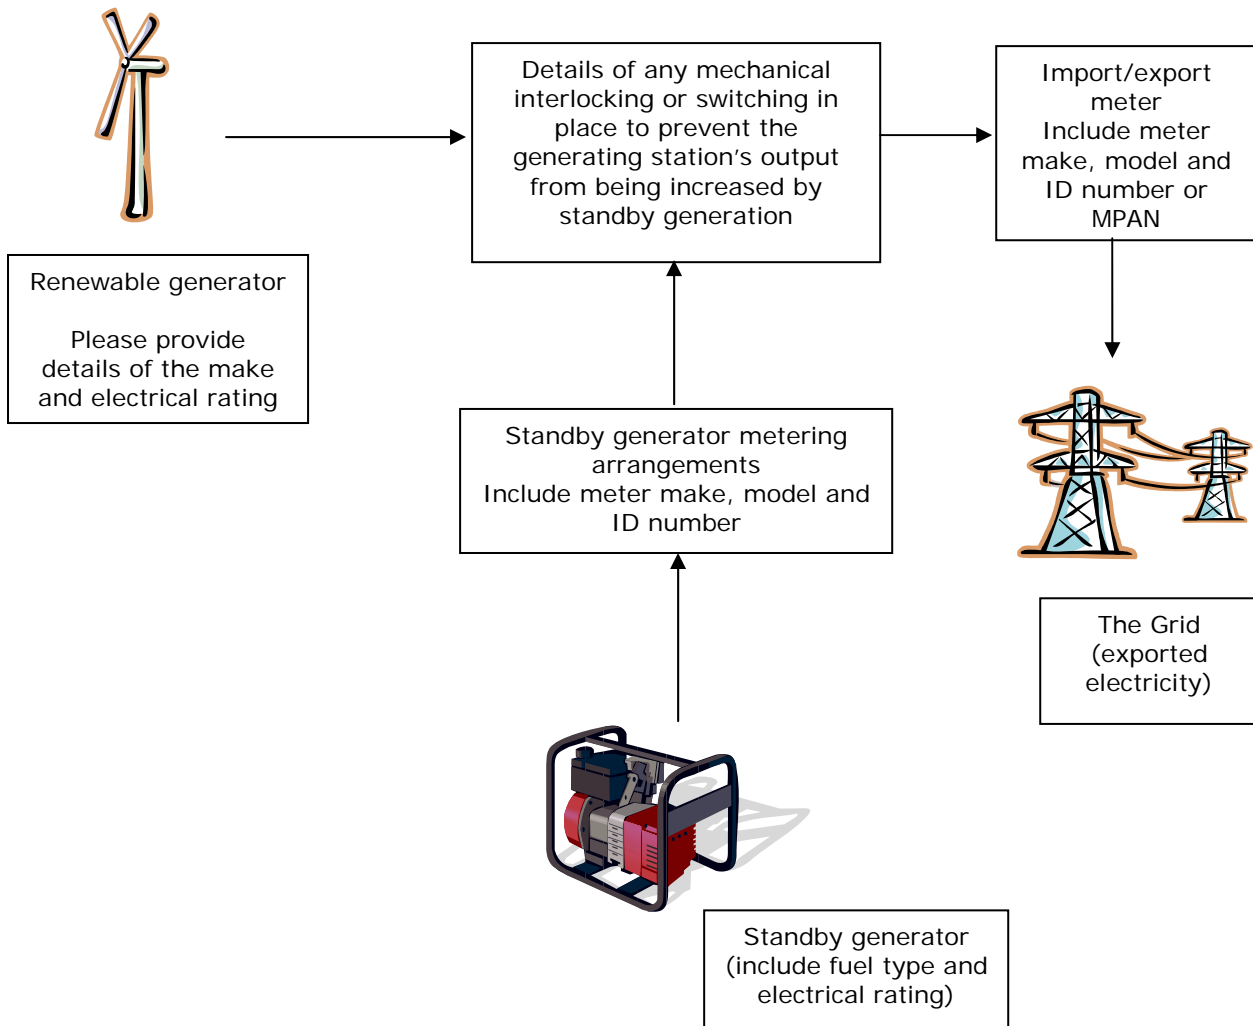 Details of any mechanical
interlocking or switching in
place to prevent the
generating station's output
from being increased by
standby generation
Import/export
meter
Include meter
make, model and
ID number or
MPAN
Renewable generator
Please provide
details of the make
and electrical rating
Standby generator metering
arrangements
Include meter make, model and
ID number
The Grid
(exported
electricity)
Standby generator
(include fuel type and
electrical rating)